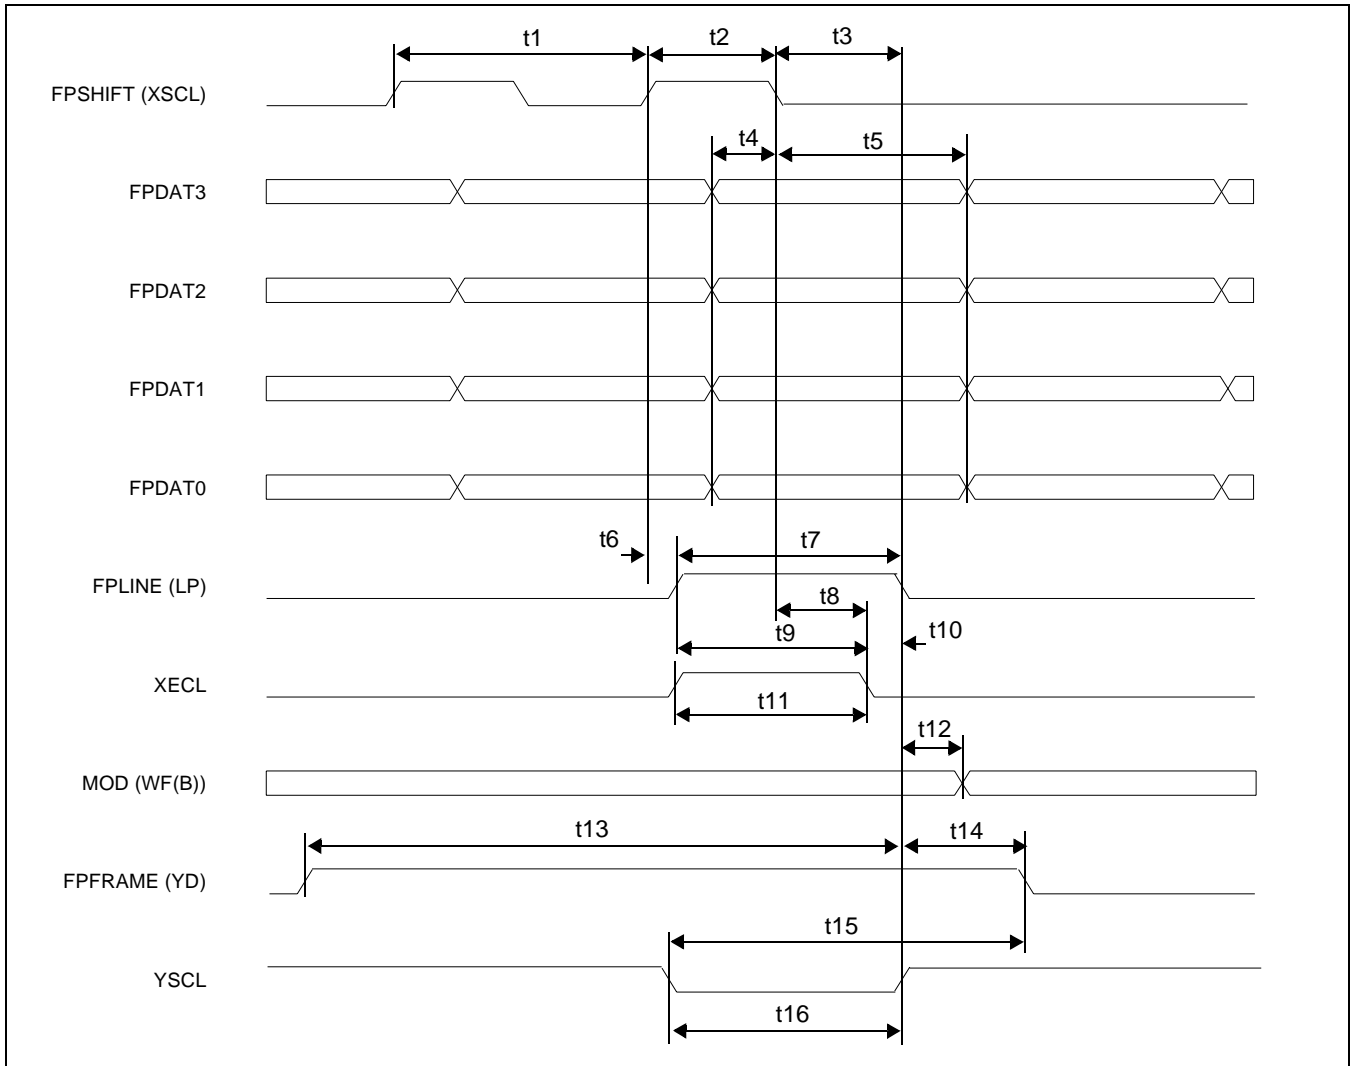 t1 t2 t3
FPSHIFT (XSCL)
t4 t5
FPDAT3
FPDAT2
FPDAT1
FPDAT0
t6 t7
FPLINE (LP)
t8
t9 t10
XECL
t11
t12
MOD (WF(B))
t13 t14
FPFRAME (YD)
t15
YSCL
t16